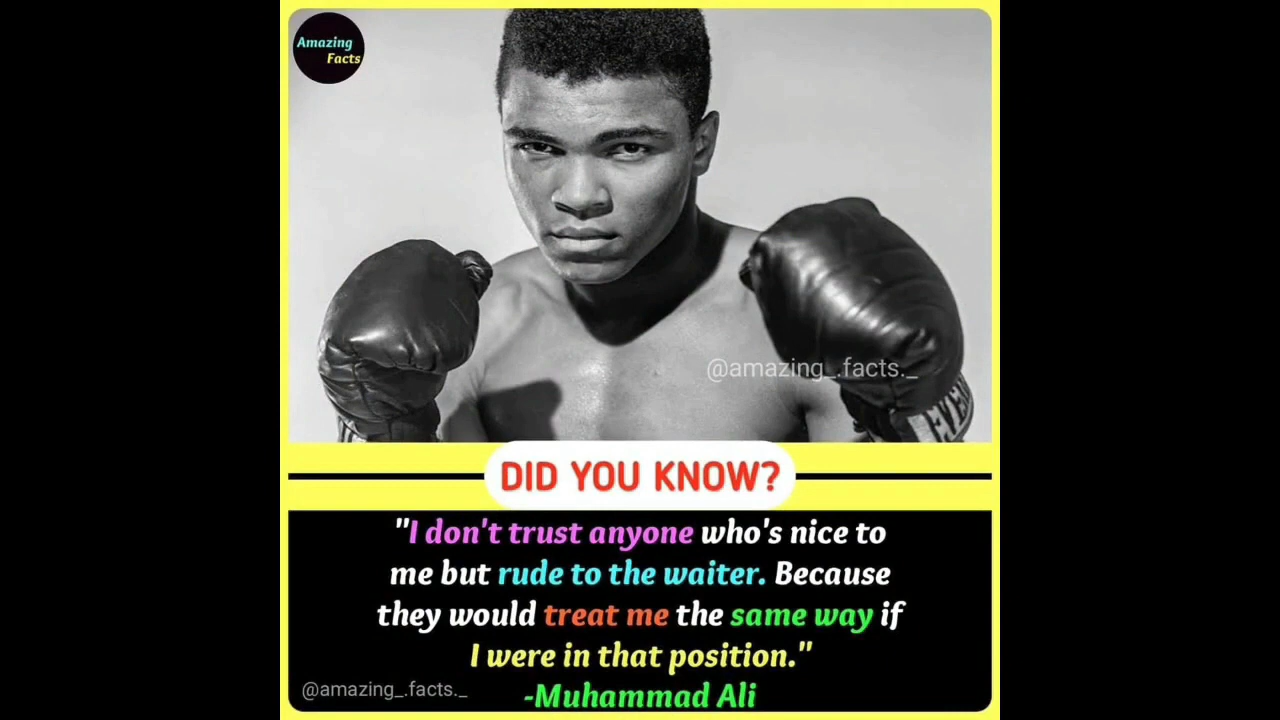 Amazing
Facts
@amazing_.facts._
EVE
DID YOU KNOW?
"I don't trust anyone who's nice to
me but rude to the waiter. Because
they would treat me the same way if
I were in that position."
-Muhammad Ali
@amazing_.facts._